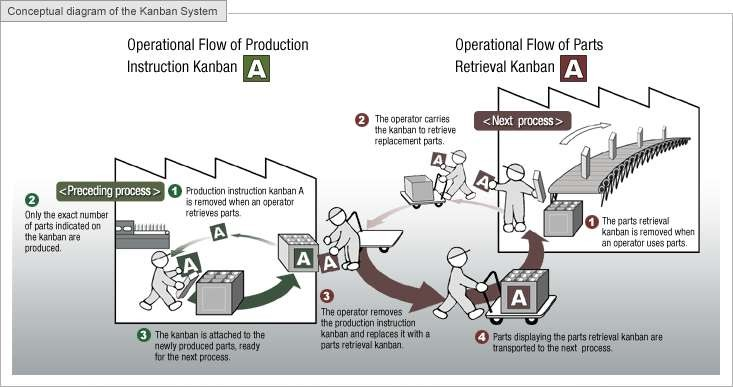 Conceptual diagram of the Kanban System
Operational Flow of Production
Instruction Kanban A
Operational Flow of Parts
Retrieval Kanban A
<Preceding process>
1 Production instruction kanban A
is removed when an operator
retrieves parts.
2
Only the exact number
of parts indicated on
the kanban are
produced.
A
A
A
A
3 The kanban is attached to the
newly produced parts, ready
for the next process.
2 The operator carries
the kanban to retrieve
replacement parts.
<Next process>
A
A
1 The parts retrieval
kanban is removed when
an operator uses parts.
3
The operator removes
the production instruction
kanban and replaces it with a
parts retrieval kanban.
A
4 Parts displaying the parts retrieval kanban are
transported to the next process.